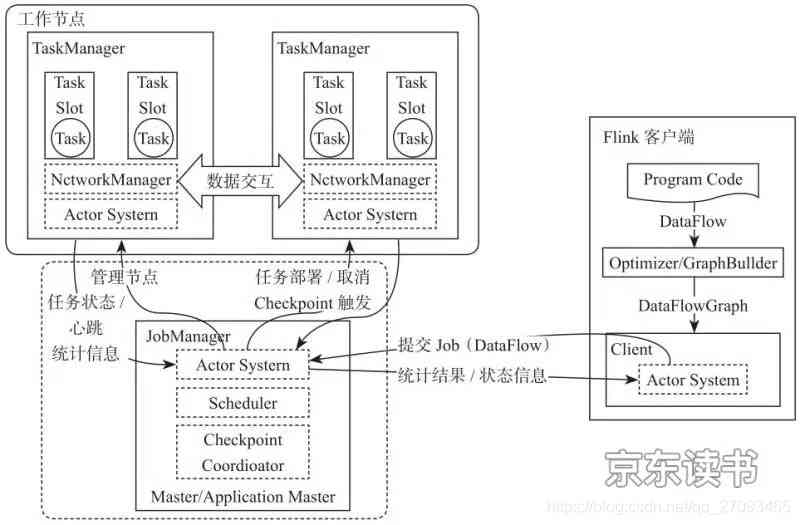 工作节点
TaskManager
Task
Slot
Task
Task
Slot
Task
NctworkManager
Actor Systern
数据交互
TaskManager
Task
Slot
Task
Task
Slot
Task
NctworkManager
Actor Systern
管理节点
任务状态 /
心跳
统计信息
任务部署 / 取消
Checkpoint 触发
JobManager
Actor Systern
Scheduler
Checkpoint
Coordioator
Master/Application Master
提交 Job（DataFlow）
统计结果 / 状态信息
Flink 客户端
Program Code
DataFlow
Optimizer/GraphBullder
DataFlowGraph
Client
Actor System
京东读书
https://blog.csdn.net/qq_27093465